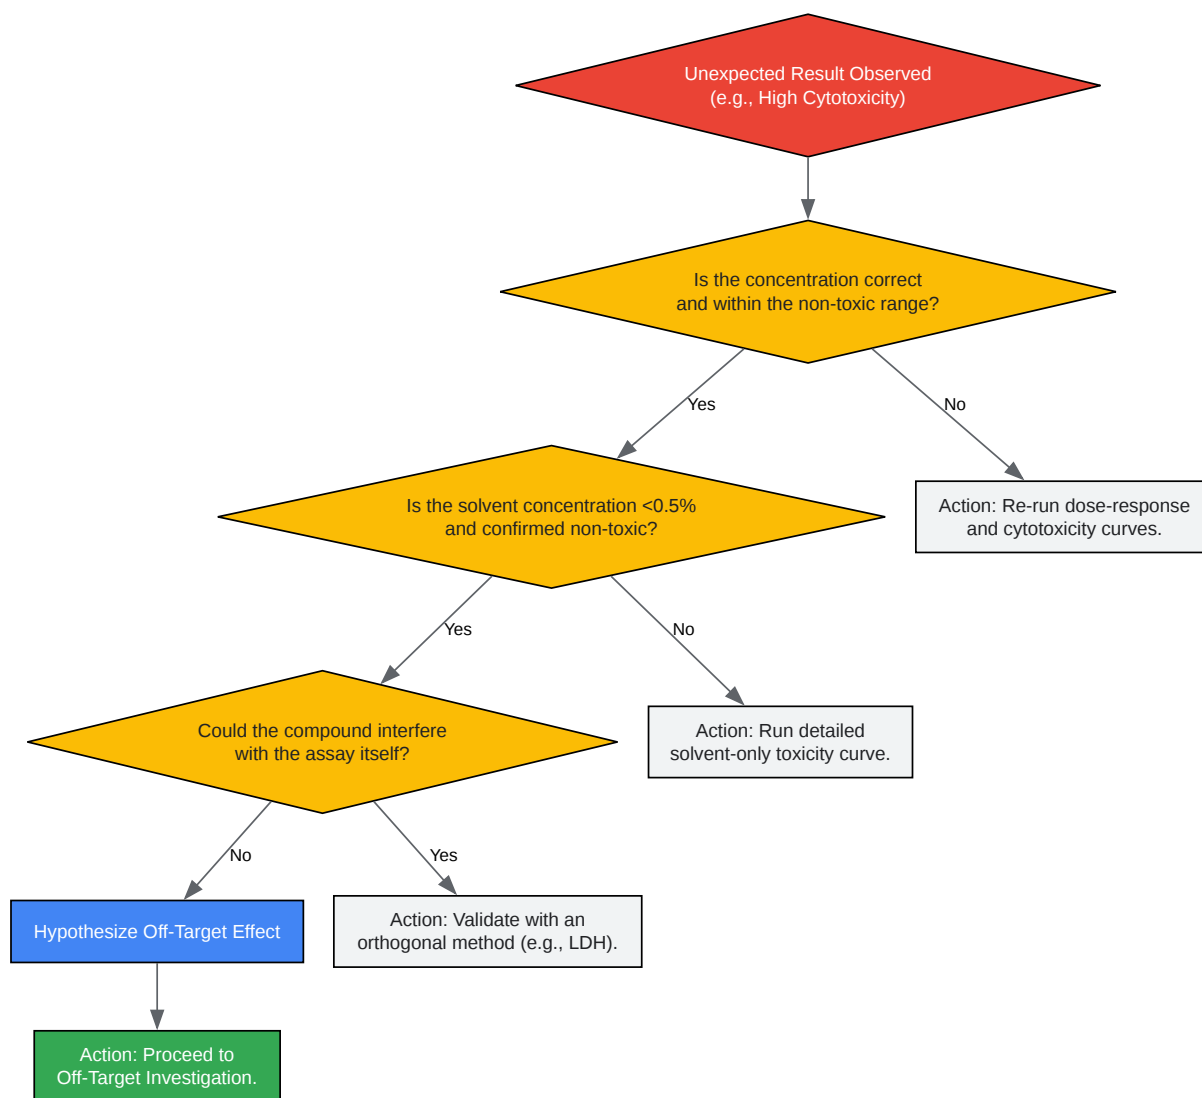 Unexpected Result Observed
(e.g., High Cytotoxicity)
Is the concentration correct
and within the non-toxic range?
Yes
No
Is the solvent concentration <0.5%
and confirmed non-toxic?
Action: Re-run dose-response
and cytotoxicity curves.
Yes
No
Could the compound interfere
with the assay itself?
Action: Run detailed
solvent-only toxicity curve.
No
Yes
Hypothesize Off-Target Effect
Action: Validate with an
orthogonal method (e.g., LDH).
Action: Proceed to
Off-Target Investigation.